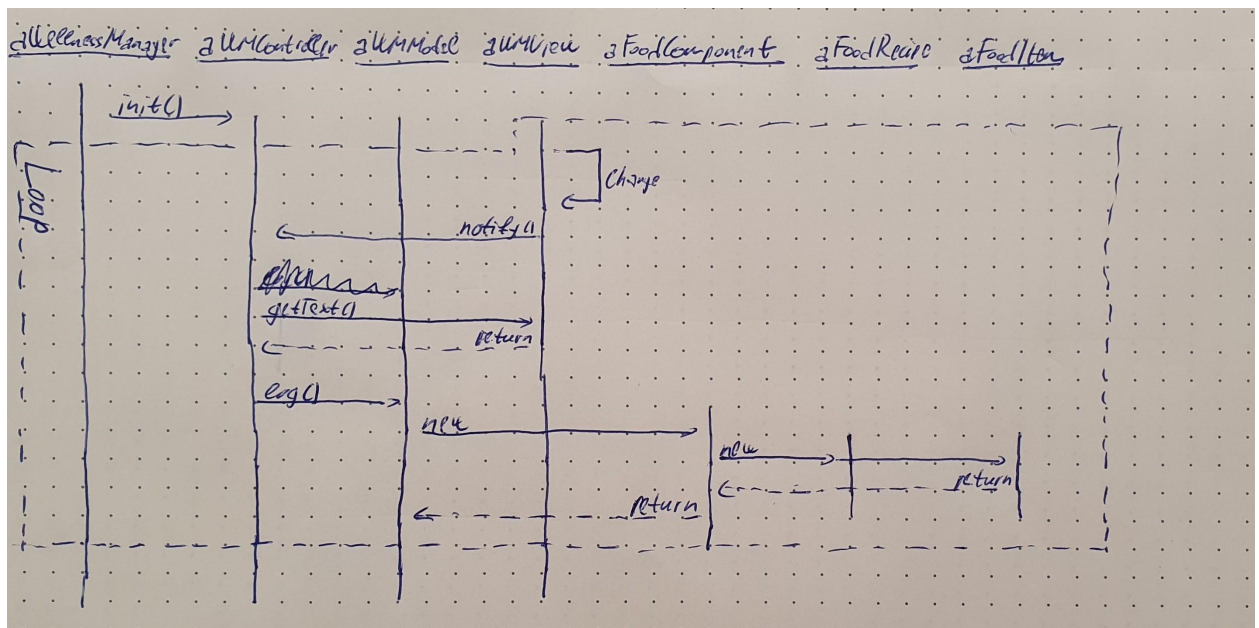 aWellnessManager aWMController aWMModel aWMView aFoodComponent aFoodRecipe aFoodItem
init()
Loop
Change
notify()
getText()
return
log()
new
new
return
return